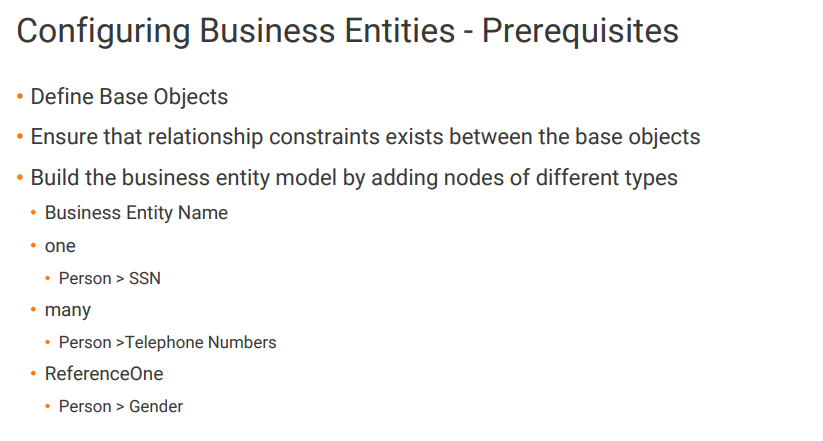 Configuring Business Entities - Prerequisites
• Define Base Objects
• Ensure that relationship constraints exists between the base objects
• Build the business entity model by adding nodes of different types
• Business Entity Name
• one
• Person > SSN
• many
• Person >Telephone Numbers
• ReferenceOne
• Person > Gender